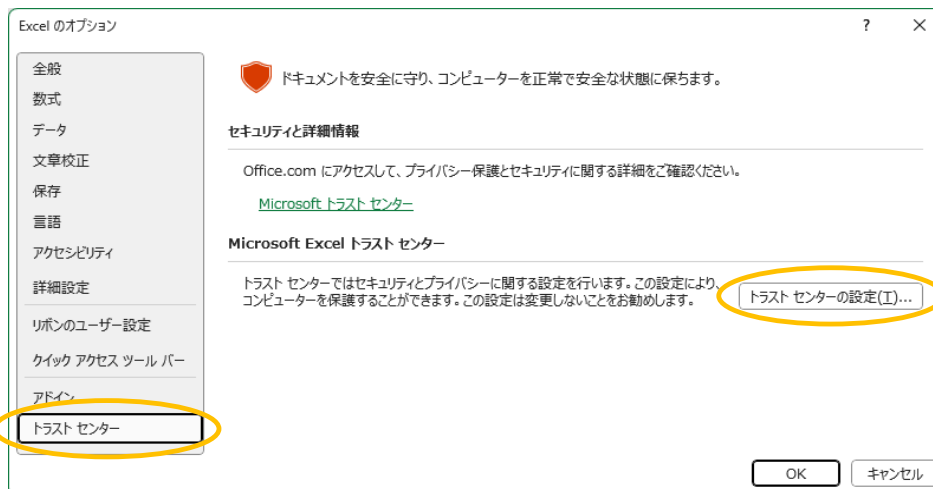 Excel のオプション
?
×
全般
数式
データ
文章校正
保存
言語
アクセシビリティ
詳細設定
リボンのユーザー設定
クイック アクセス ツール バー
アドイン
トラスト センター
ドキュメントを安全に守り、コンピューターを正常で安全な状態に保ちます。
セキュリティと詳細情報
Office.com にアクセスして、プライバシー保護とセキュリティに関する詳細をご確認ください。
Microsoft トラスト センター
Microsoft Excel トラスト センター
トラスト センターではセキュリティとプライバシーに関する設定を行います。この設定により、
コンピューターを保護することができます。この設定は変更しないことをお勧めします。
トラスト センターの設定(T)...
OK
キャンセル